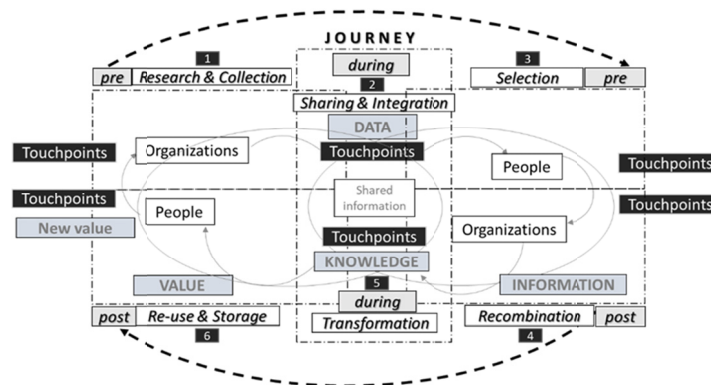 JOURNEY
1
3
during
pre Research & Collection
2
Selection pre
Sharing & Integration
DATA
Organizations
Touchpoints
Touchpoints
People
Touchpoints
Touchpoints
Shared
information
Touchpoints
People
New value
Organizations
Touchpoints
KNOWLEDGE
VALUE
5
INFORMATION
during
post Re-use & Storage
Transformation
Recombination post
6
4